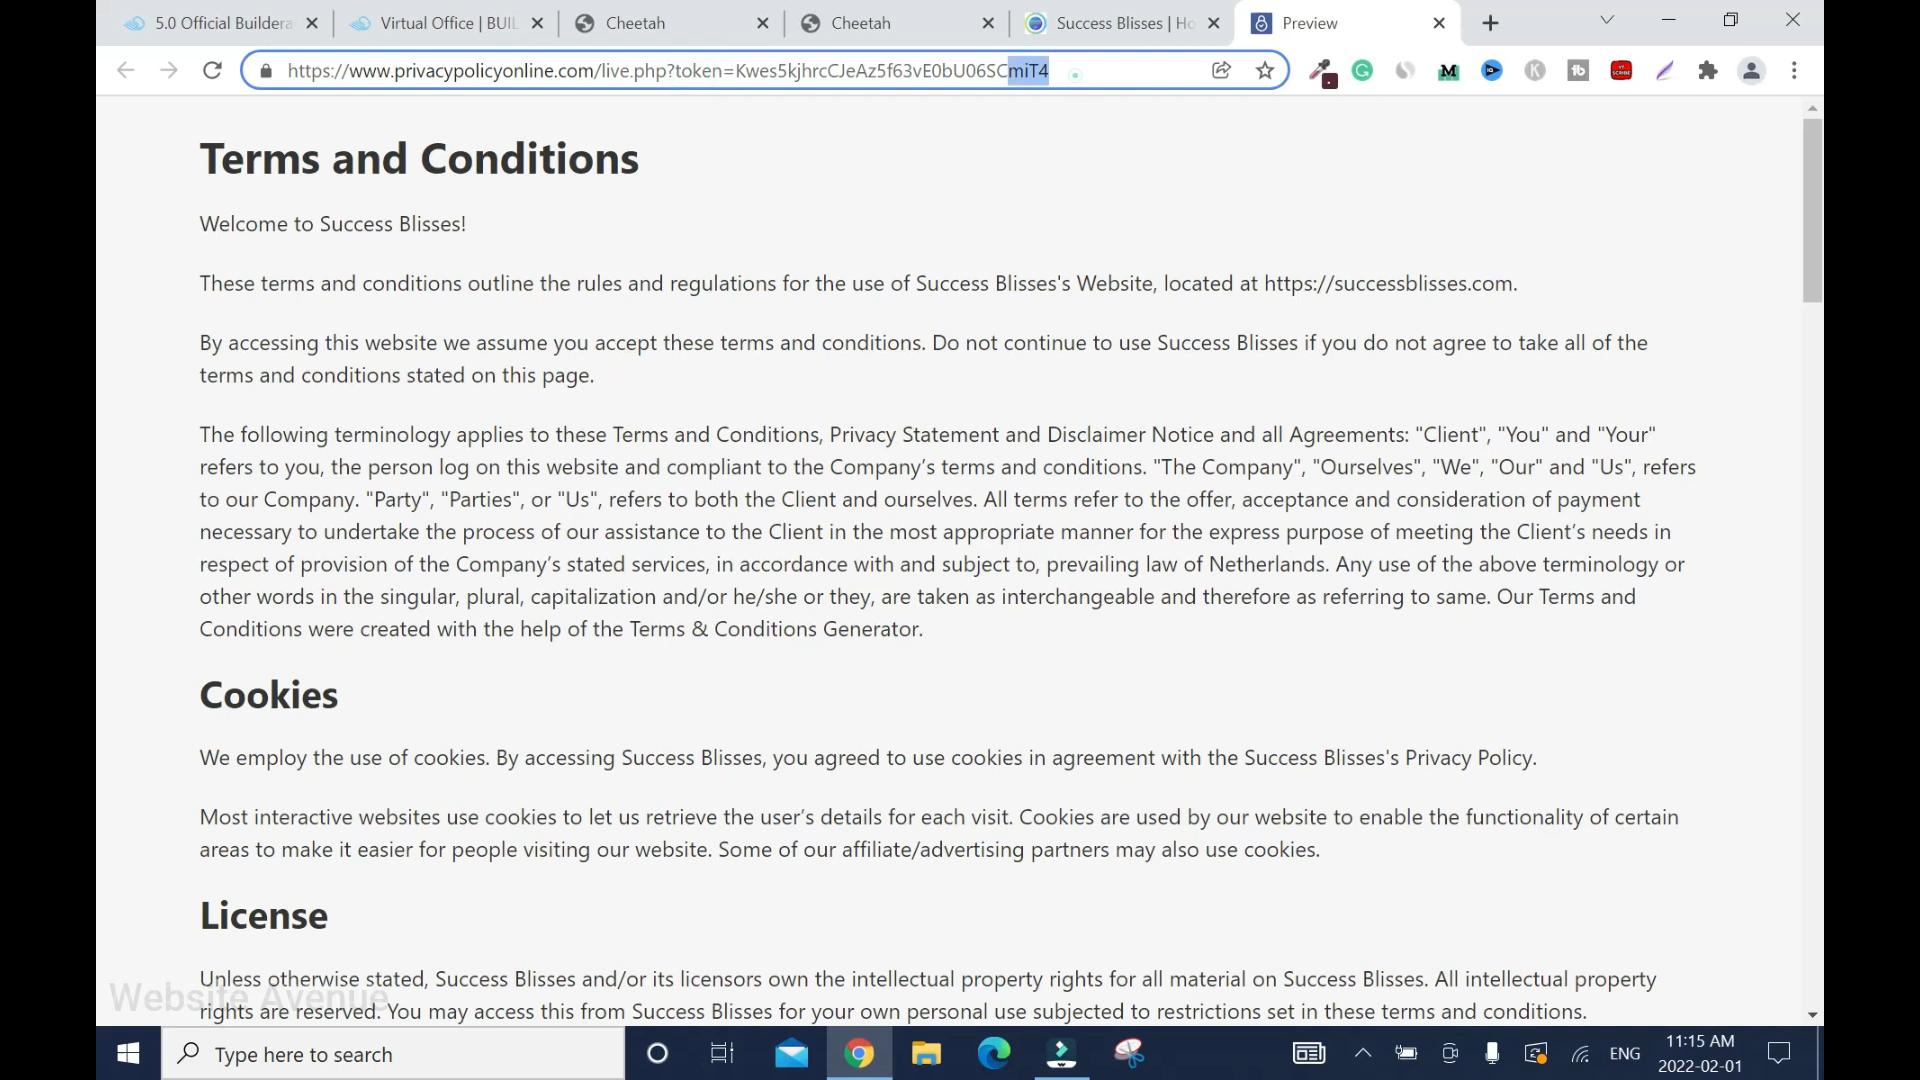 5.0 Official Buildera
Virtual Office | BUIL
Cheetah
Cheetah
Success Blisses | Ho
Preview
https://www.privacypolicyonline.com/live.php?token=Kwes5kjhrcCJeAz5f63vE0bU06SCmiT4
Terms and Conditions
Welcome to Success Blisses!
These terms and conditions outline the rules and regulations for the use of Success Blisses's Website, located at https://successblisses.com.
By accessing this website we assume you accept these terms and conditions. Do not continue to use Success Blisses if you do not agree to take all of the
terms and conditions stated on this page.
The following terminology applies to these Terms and Conditions, Privacy Statement and Disclaimer Notice and all Agreements: "Client", "You" and "Your"
refers to you, the person log on this website and compliant to the Company’s terms and conditions. "The Company", "Ourselves", "We", "Our" and "Us", refers
to our Company. "Party", "Parties", or "Us", refers to both the Client and ourselves. All terms refer to the offer, acceptance and consideration of payment
necessary to undertake the process of our assistance to the Client in the most appropriate manner for the express purpose of meeting the Client’s needs in
respect of provision of the Company’s stated services, in accordance with and subject to, prevailing law of Netherlands. Any use of the above terminology or
other words in the singular, plural, capitalization and/or he/she or they, are taken as interchangeable and therefore as referring to same. Our Terms and
Conditions were created with the help of the Terms & Conditions Generator.
Cookies
We employ the use of cookies. By accessing Success Blisses, you agreed to use cookies in agreement with the Success Blisses's Privacy Policy.
Most interactive websites use cookies to let us retrieve the user’s details for each visit. Cookies are used by our website to enable the functionality of certain
areas to make it easier for people visiting our website. Some of our affiliate/advertising partners may also use cookies.
License
Unless otherwise stated, Success Blisses and/or its licensors own the intellectual property rights for all material on Success Blisses. All intellectual property
rights are reserved. You may access this from Success Blisses for your own personal use subjected to restrictions set in these terms and conditions.
Website Avenue
Type here to search
ENG
11:15 AM
2022-02-01